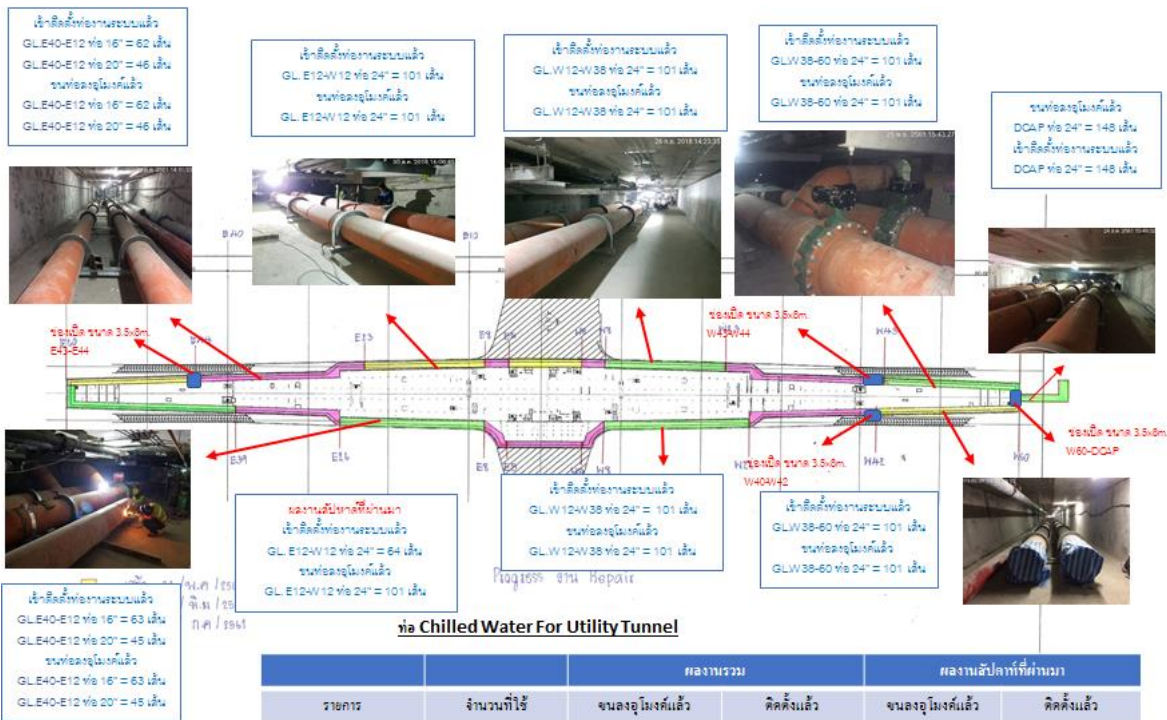 เข้าติดตั้งท่องานระบบแล้ว
GL.E40-E12 ท่อ 16" = 62 เส้น
GL.E40-E12 ท่อ 20" = 46 เส้น
ขนท่อลงอุโมงค์แล้ว
GL.E40-E12 ท่อ 16" = 62 เส้น
GL.E40-E12 ท่อ 20" = 46 เส้น
เข้าติดตั้งท่องานระบบแล้ว
GL. E12-W12 ท่อ 24" = 101 เส้น
ขนท่อลงอุโมงค์แล้ว
GL. E12-W12 ท่อ 24" = 101 เส้น
เข้าติดตั้งท่องานระบบแล้ว
GL.W12-W38 ท่อ 24" = 101 เส้น
ขนท่อลงอุโมงค์แล้ว
GL.W12-W38 ท่อ 24" = 101 เส้น
เข้าติดตั้งท่องานระบบแล้ว
GL.W38-60 ท่อ 24" = 101 เส้น
ขนท่อลงอุโมงค์แล้ว
GL.W38-60 ท่อ 24" = 101 เส้น
ขนท่อลงอุโมงค์แล้ว
DCAP ท่อ 24" = 148 เส้น
เข้าติดตั้งท่องานระบบแล้ว
DCAP ท่อ 24" = 148 เส้น
ช่องเปิด ขนาด 3.5x8m.
E43-E44
ช่องเปิด ขนาด 3.5x8m.
W43-W44
ช่องเปิด ขนาด 3.5x8m.
W60-DCAP
ช่องเปิด ขนาด 3.5x8m.
W40-W42
E23
E8
W8
W43
E39
E26
E8
W8
W42
W60
ผลงานสัปหาดที่ผ่านมา
เข้าติดตั้งท่องานระบบแล้ว
GL. E12-W12 ท่อ 24" = 64 เส้น
ขนท่อลงอุโมงค์แล้ว
GL. E12-W12 ท่อ 24" = 101 เส้น
เข้าติดตั้งท่องานระบบแล้ว
GL.W12-W38 ท่อ 24" = 101 เส้น
ขนท่อลงอุโมงค์แล้ว
GL.W12-W38 ท่อ 24" = 101 เส้น
เข้าติดตั้งท่องานระบบแล้ว
GL.W38-60 ท่อ 24" = 101 เส้น
ขนท่อลงอุโมงค์แล้ว
GL.W38-60 ท่อ 24" = 101 เส้น
Progress งาน Repair
เข้าติดตั้งท่องานระบบแล้ว
GL.E40-E12 ท่อ 16" = 63 เส้น
GL.E40-E12 ท่อ 20" = 45 เส้น
ขนท่อลงอุโมงค์แล้ว
GL.E40-E12 ท่อ 16" = 63 เส้น
GL.E40-E12 ท่อ 20" = 45 เส้น
ท่อ Chilled Water For Utility Tunnel
ผลงานรวม ผลงานสัปดาห์ที่ผ่านมา
รายการ จำนวนที่ใช้ ขนลงอุโมงค์แล้ว ติดตั้งแล้ว ขนลงอุโมงค์แล้ว ติดตั้งแล้ว